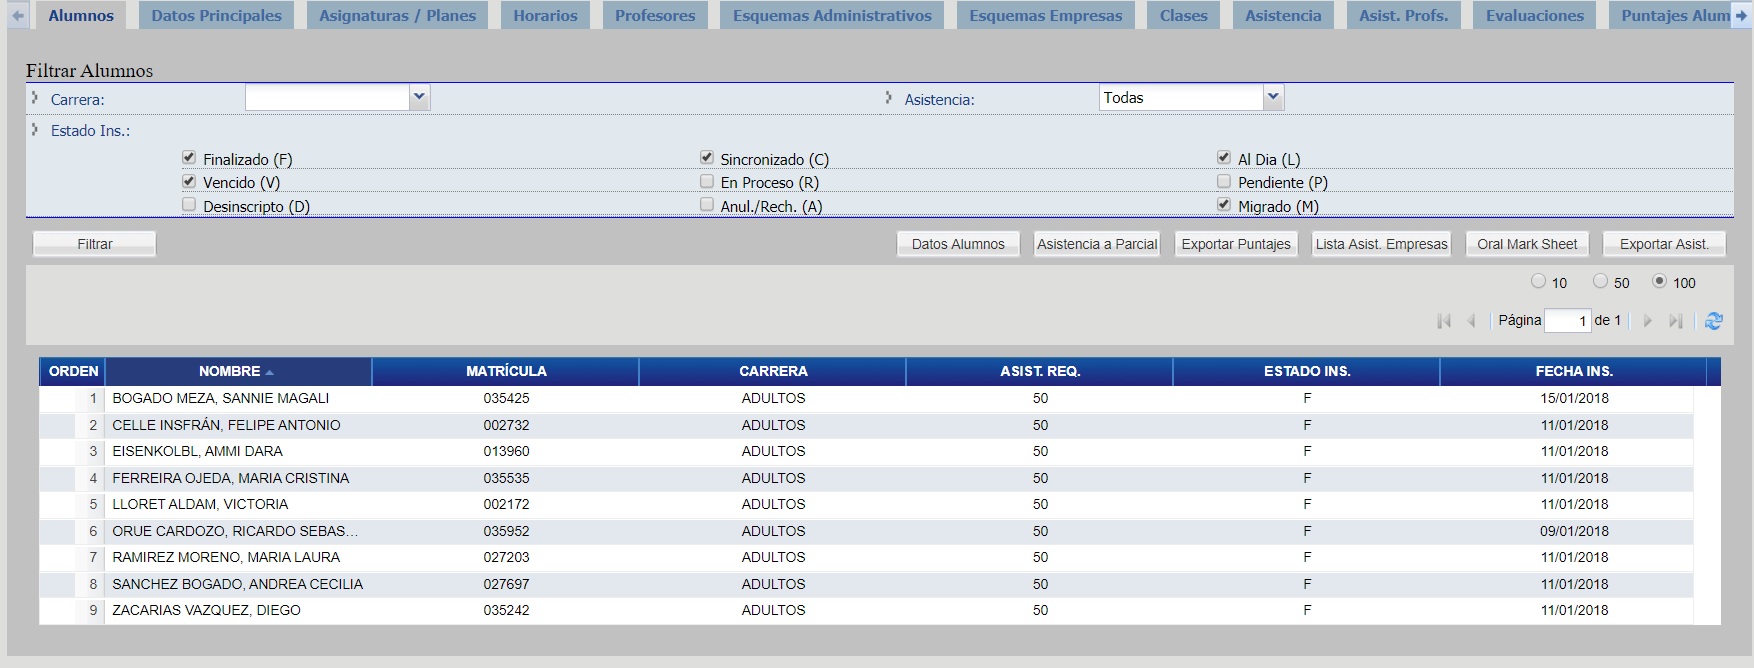 Alumnos Datos Principales Asignaturas / Planes Horarios Profesores Esquemas Administrativos Esquemas Empresas Clases Asistencia Asist. Profs. Evaluaciones Puntajes Alum
Filtrar Alumnos
Carrera: Asistencia: Todas
Estado Ins.:
Finalizado (F) Sincronizado (C) Al Dia (L)
Vencido (V) En Proceso (R) Pendiente (P)
Desinscripto (D) Anul./Rech. (A) Migrado (M)
Filtrar Datos Alumnos Asistencia a Parcial Exportar Puntajes Lista Asist. Empresas Oral Mark Sheet Exportar Asist.
10 50 100
Página 1 de 1
ORDEN NOMBRE MATRÍCULA CARRERA ASIST. REQ. ESTADO INS. FECHA INS.
1 BOGADO MEZA, SANNIE MAGALI 035425 ADULTOS 50 F 15/01/2018
2 CELLE INSFRÁN, FELIPE ANTONIO 002732 ADULTOS 50 F 11/01/2018
3 EISENKOLBL, AMMI DARA 013960 ADULTOS 50 F 11/01/2018
4 FERREIRA OJEDA, MARIA CRISTINA 035535 ADULTOS 50 F 11/01/2018
5 LLORET ALDAM, VICTORIA 002172 ADULTOS 50 F 11/01/2018
6 ORUE CARDOZO, RICARDO SEBAS... 035952 ADULTOS 50 F 09/01/2018
7 RAMIREZ MORENO, MARIA LAURA 027203 ADULTOS 50 F 11/01/2018
8 SANCHEZ BOGADO, ANDREA CECILIA 027697 ADULTOS 50 F 11/01/2018
9 ZACARIAS VAZQUEZ, DIEGO 035242 ADULTOS 50 F 11/01/2018